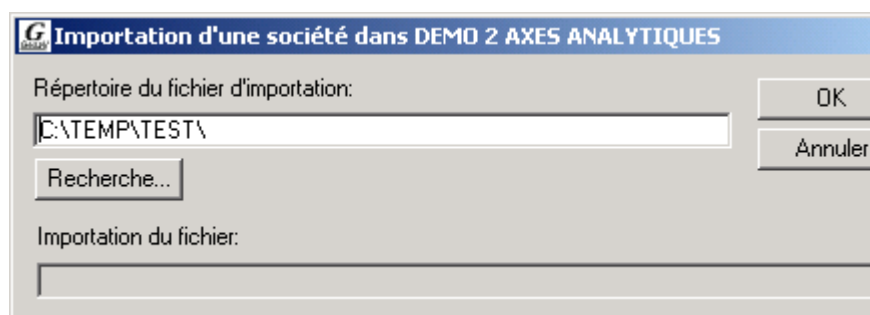 Importation d'une société dans DEMO 2 AXES ANALYTIQUES
Répertoire du fichier d'importation:
OK
C:\TEMP\TEST\
Annuler
Recherche...
Importation du fichier: